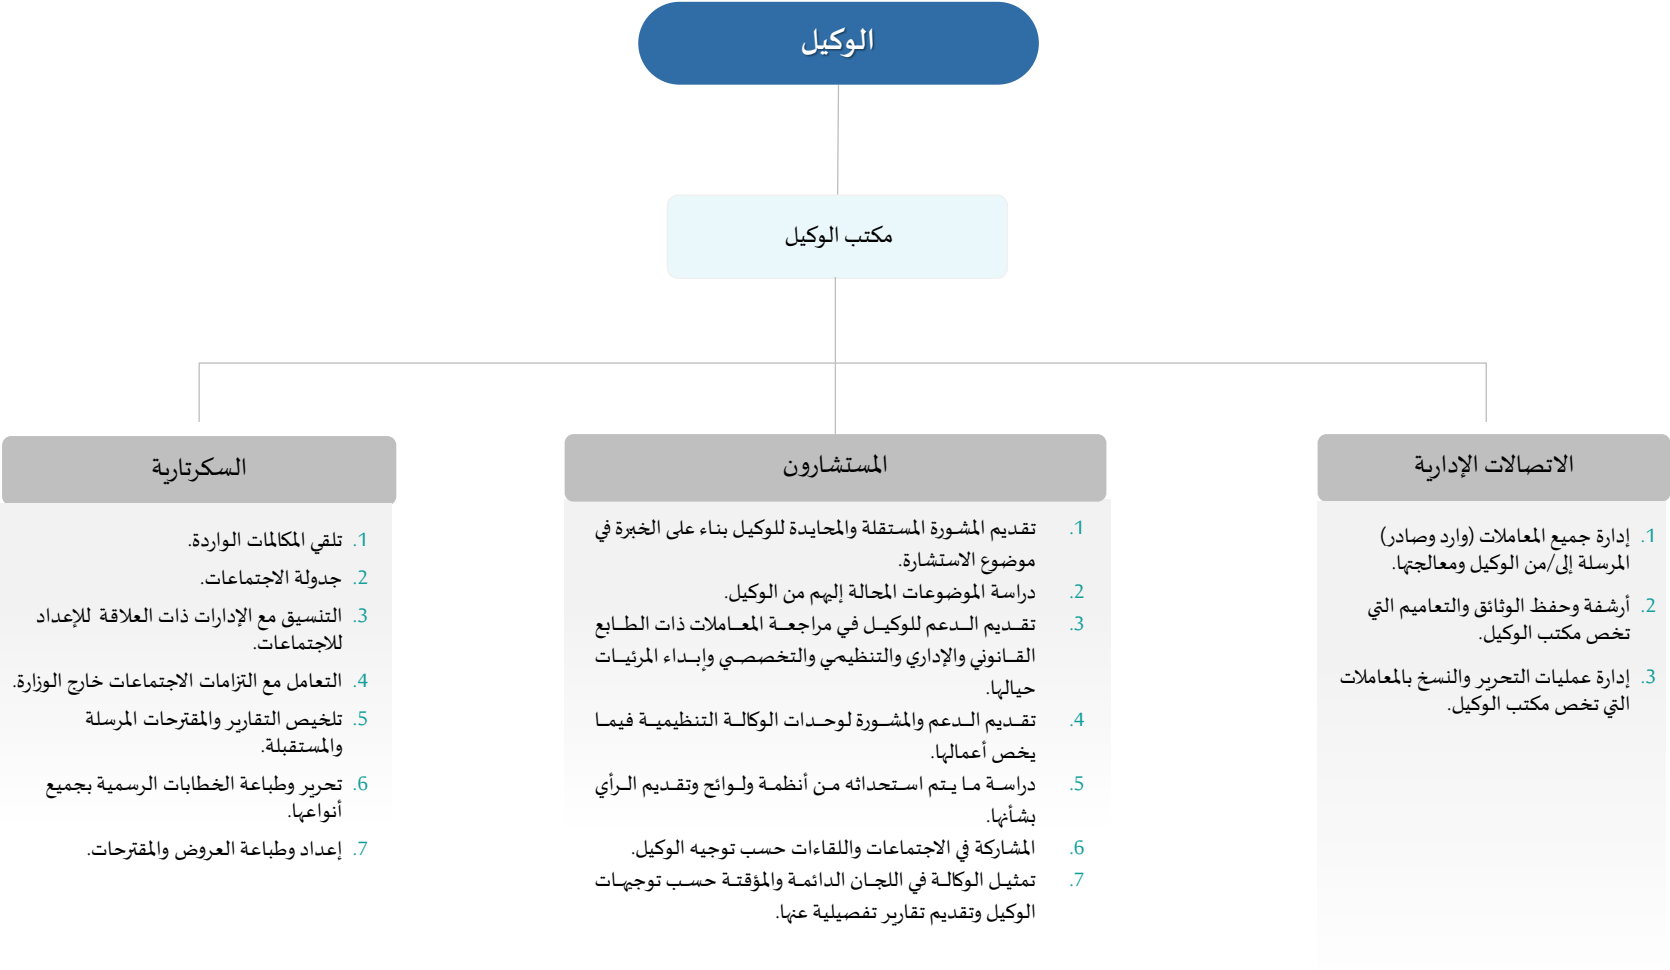 الوكيل
مكتب الوكيل
الاتصالات الإدارية
1. إدارة جميع المعاملات (وارد وصادر)
المرسلة إلى/من الوكيل ومعالجتها.
2. أرشفة وحفظ الوثائق والتعاميم التي
تخص مكتب الوكيل.
3. إدارة عمليات التحرير والنسخ بالمعاملات
التي تخص مكتب الوكيل.
المستشارون
1. تقديم المشورة المستقلة والمحايدة للوكيل بناء على الخبرة في
موضوع الاستشارة.
2. دراسة الموضوعات المحالة إليهم من الوكيل.
3. تقديم الدعم للوكيل في مراجعة المعاملات ذات الطابع
القانوني والإداري والتنظيمي والتخصصي وإبداء المرئيات
حيالها.
4. تقديم الدعم والمشورة لوحدات الوكالة التنظيمية فيما
يخص أعمالها.
5. دراسة ما يتم استحداثه من أنظمة ولوائح وتقديم الرأي
بشأنها.
6. المشاركة في الاجتماعات واللقاءات حسب توجيه الوكيل.
7. تمثيل الوكالة في اللجان الدائمة والمؤقتة حسب توجيهات
الوكيل وتقديم تقارير تفصيلية عنها.
السكرتارية
1. تلقي المكالمات الواردة.
2. جدولة الاجتماعات.
3. التنسيق مع الإدارات ذات العلاقة للإعداد
للاجتماعات.
4. التعامل مع التزامات الاجتماعات خارج الوزارة.
5. تلخيص التقارير والمقترحات المرسلة
والمستقبلة.
6. تحرير وطباعة الخطابات الرسمية بجميع
أنواعها.
7. إعداد وطباعة العروض والمقترحات.